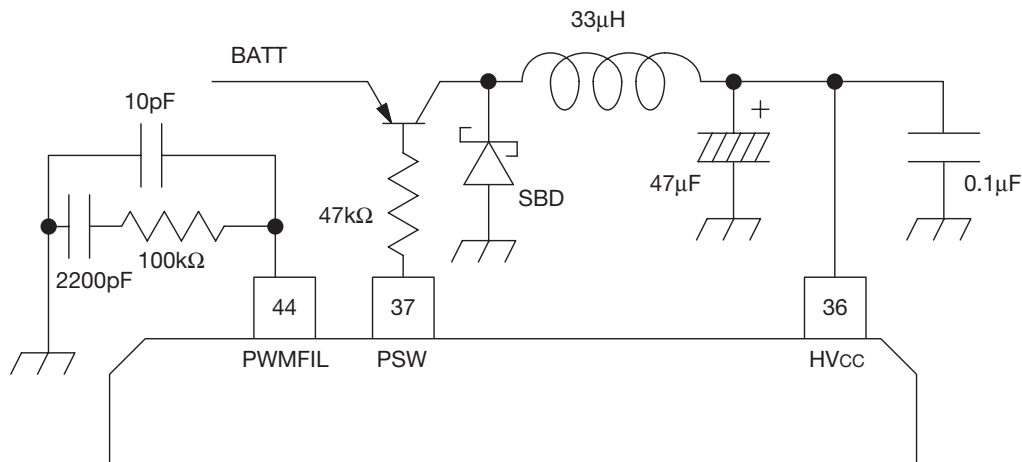 33μH
BATT
10pF
+
47kΩ
SBD
47μF
0.1μF
100kΩ
2200pF
44
37
36
PWMFIL
PSW
HVCC